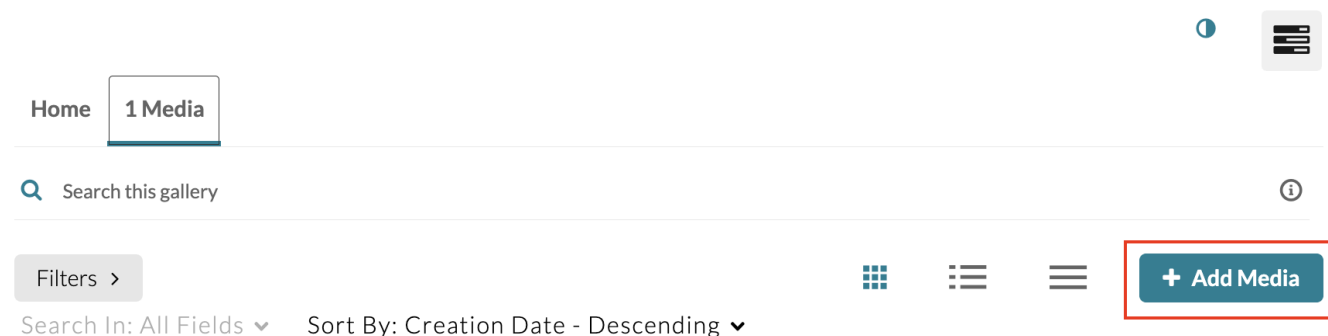 Home 1 Media
Search this gallery
Filters > + Add Media
Search In: All Fields Sort By: Creation Date - Descending